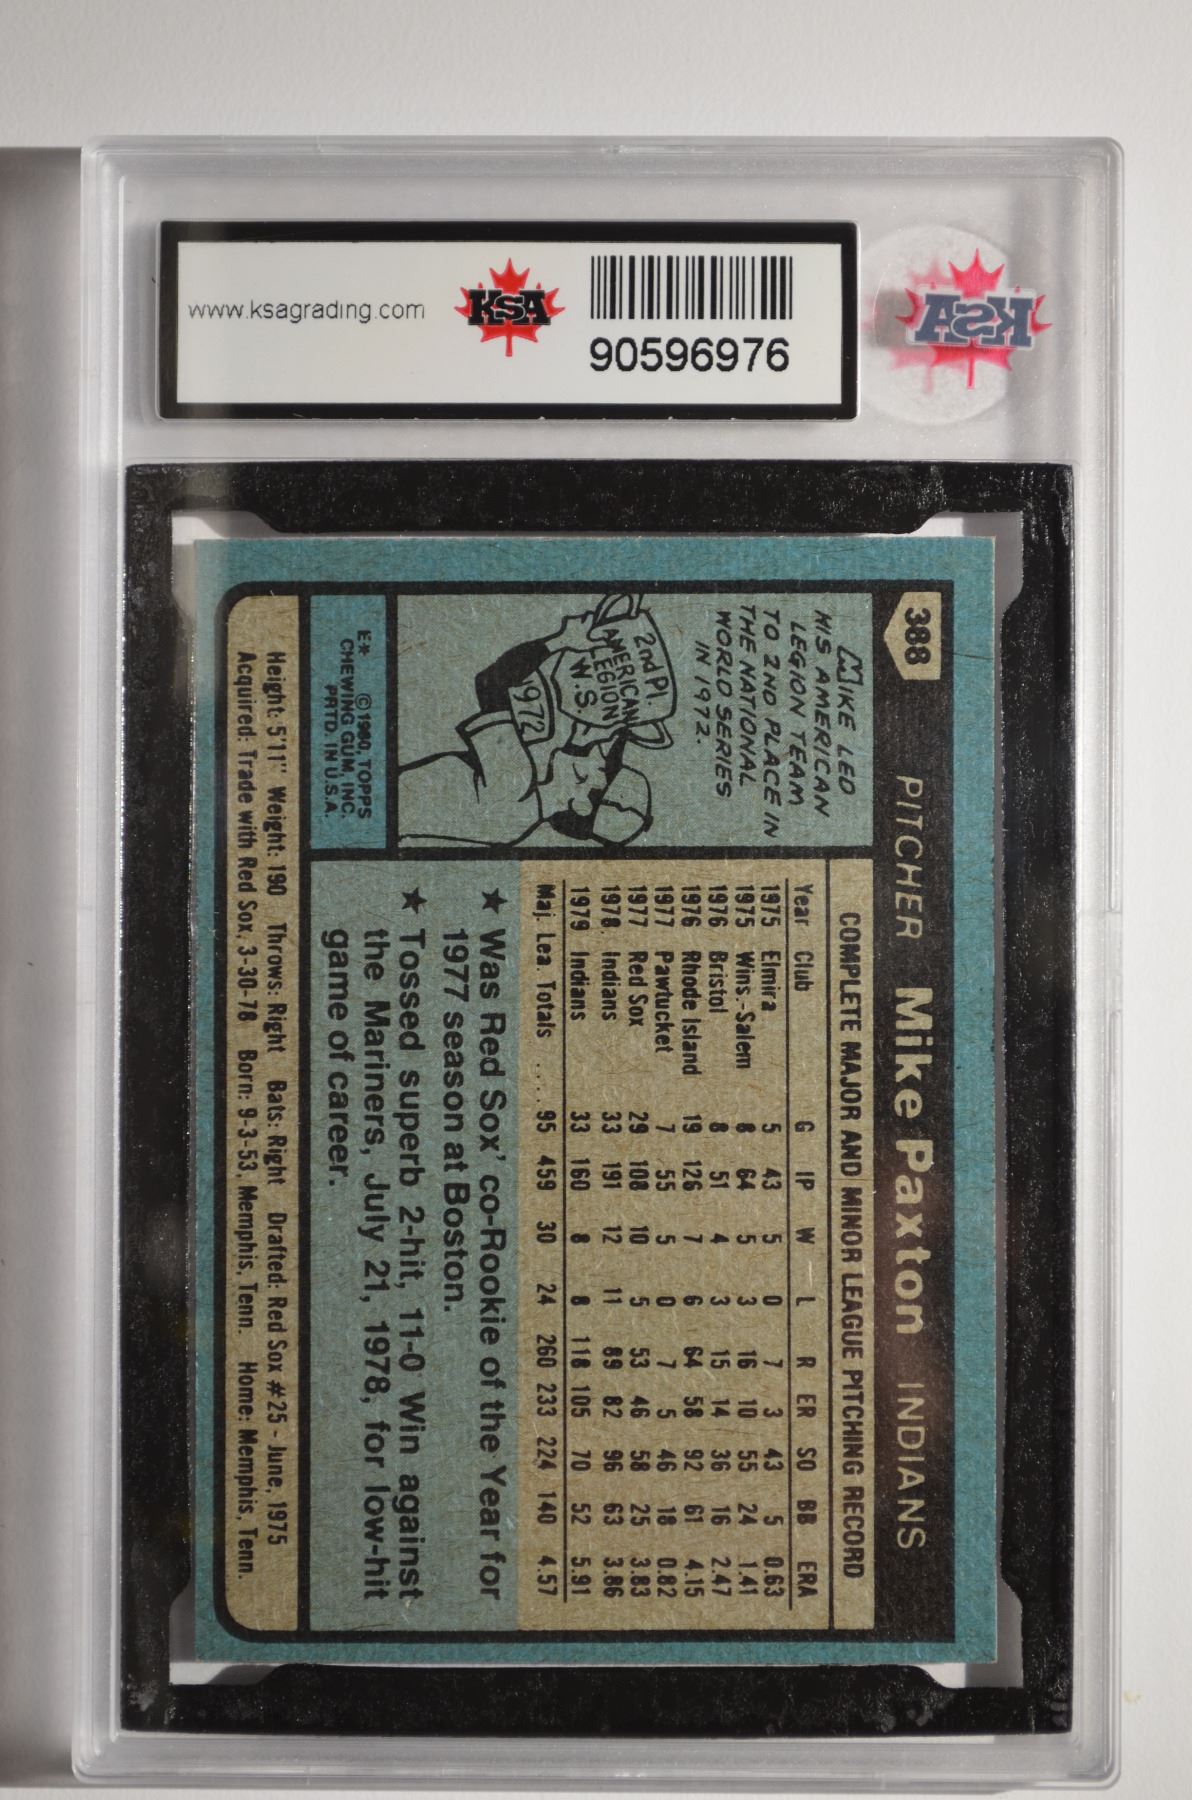 www.ksagrading.com
KSA
90596976
KSA
388 PITCHER Mike Paxton INDIANS
MIKE LED
HIS AMERICAN
LEGION TEAM
TO 2ND PLACE IN
THE NATIONAL
WORLD SERIES
IN 1972.
2nd Pl.
AMERICAN
LEGION
W.S.
1972
E* ©1980, TOPPS
CHEWING GUM, INC.
PRTD. IN U.S.A.
COMPLETE MAJOR AND MINOR LEAGUE PITCHING RECORD
Year Club G IP W L R ER SO BB ERA
1975 Elmira 5 43 5 0 7 3 43 5 0.63
1975 Wins.-Salem 8 64 5 3 16 10 55 24 1.41
1976 Bristol 8 51 4 3 15 14 36 16 2.47
1976 Rhode Island 19 126 7 6 64 58 92 61 4.15
1977 Pawtucket 7 55 5 0 7 5 46 18 0.82
1977 Red Sox 29 108 10 5 53 46 58 25 3.83
1978 Indians 33 191 12 11 89 82 96 63 3.86
1979 Indians 33 160 8 8 118 105 70 52 5.91
Maj. Lea. Totals .... 95 459 30 24 260 233 224 140 4.57
★ Was Red Sox' co-Rookie of the Year for
1977 season at Boston.
★ Tossed superb 2-hit, 11-0 Win against
the Mariners, July 21, 1978, for low-hit
game of career.
Height: 5'11" Weight: 190 Throws: Right Bats: Right Drafted: Red Sox #25 - June, 1975
Acquired: Trade with Red Sox, 3-30-78 Born: 9-3-53, Memphis, Tenn. Home: Memphis, Tenn.